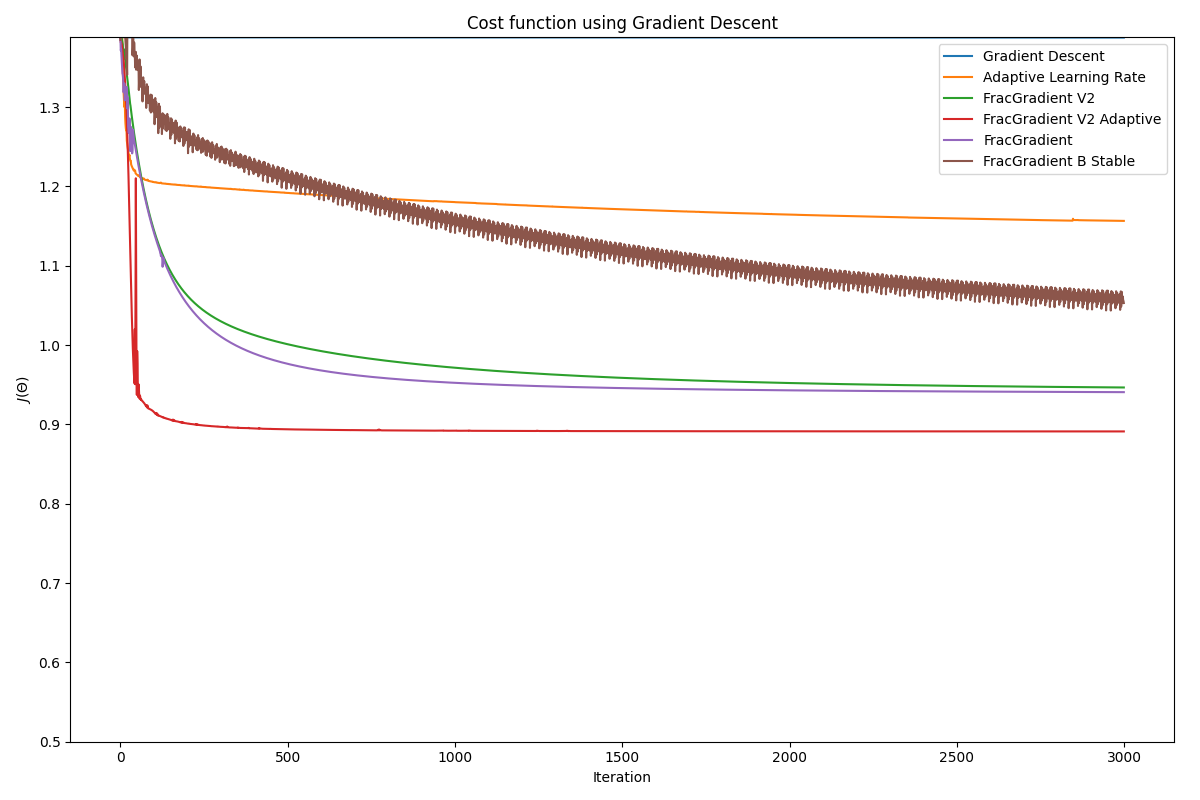 Cost function using Gradient Descent
Gradient Descent
Adaptive Learning Rate
FracGradient V2
FracGradient V2 Adaptive
FracGradient
FracGradient B Stable
1.3
1.2
1.1
1.0
0.9
0.8
0.7
0.6
0.5
J(Θ)
0 500 1000 1500 2000 2500 3000
Iteration